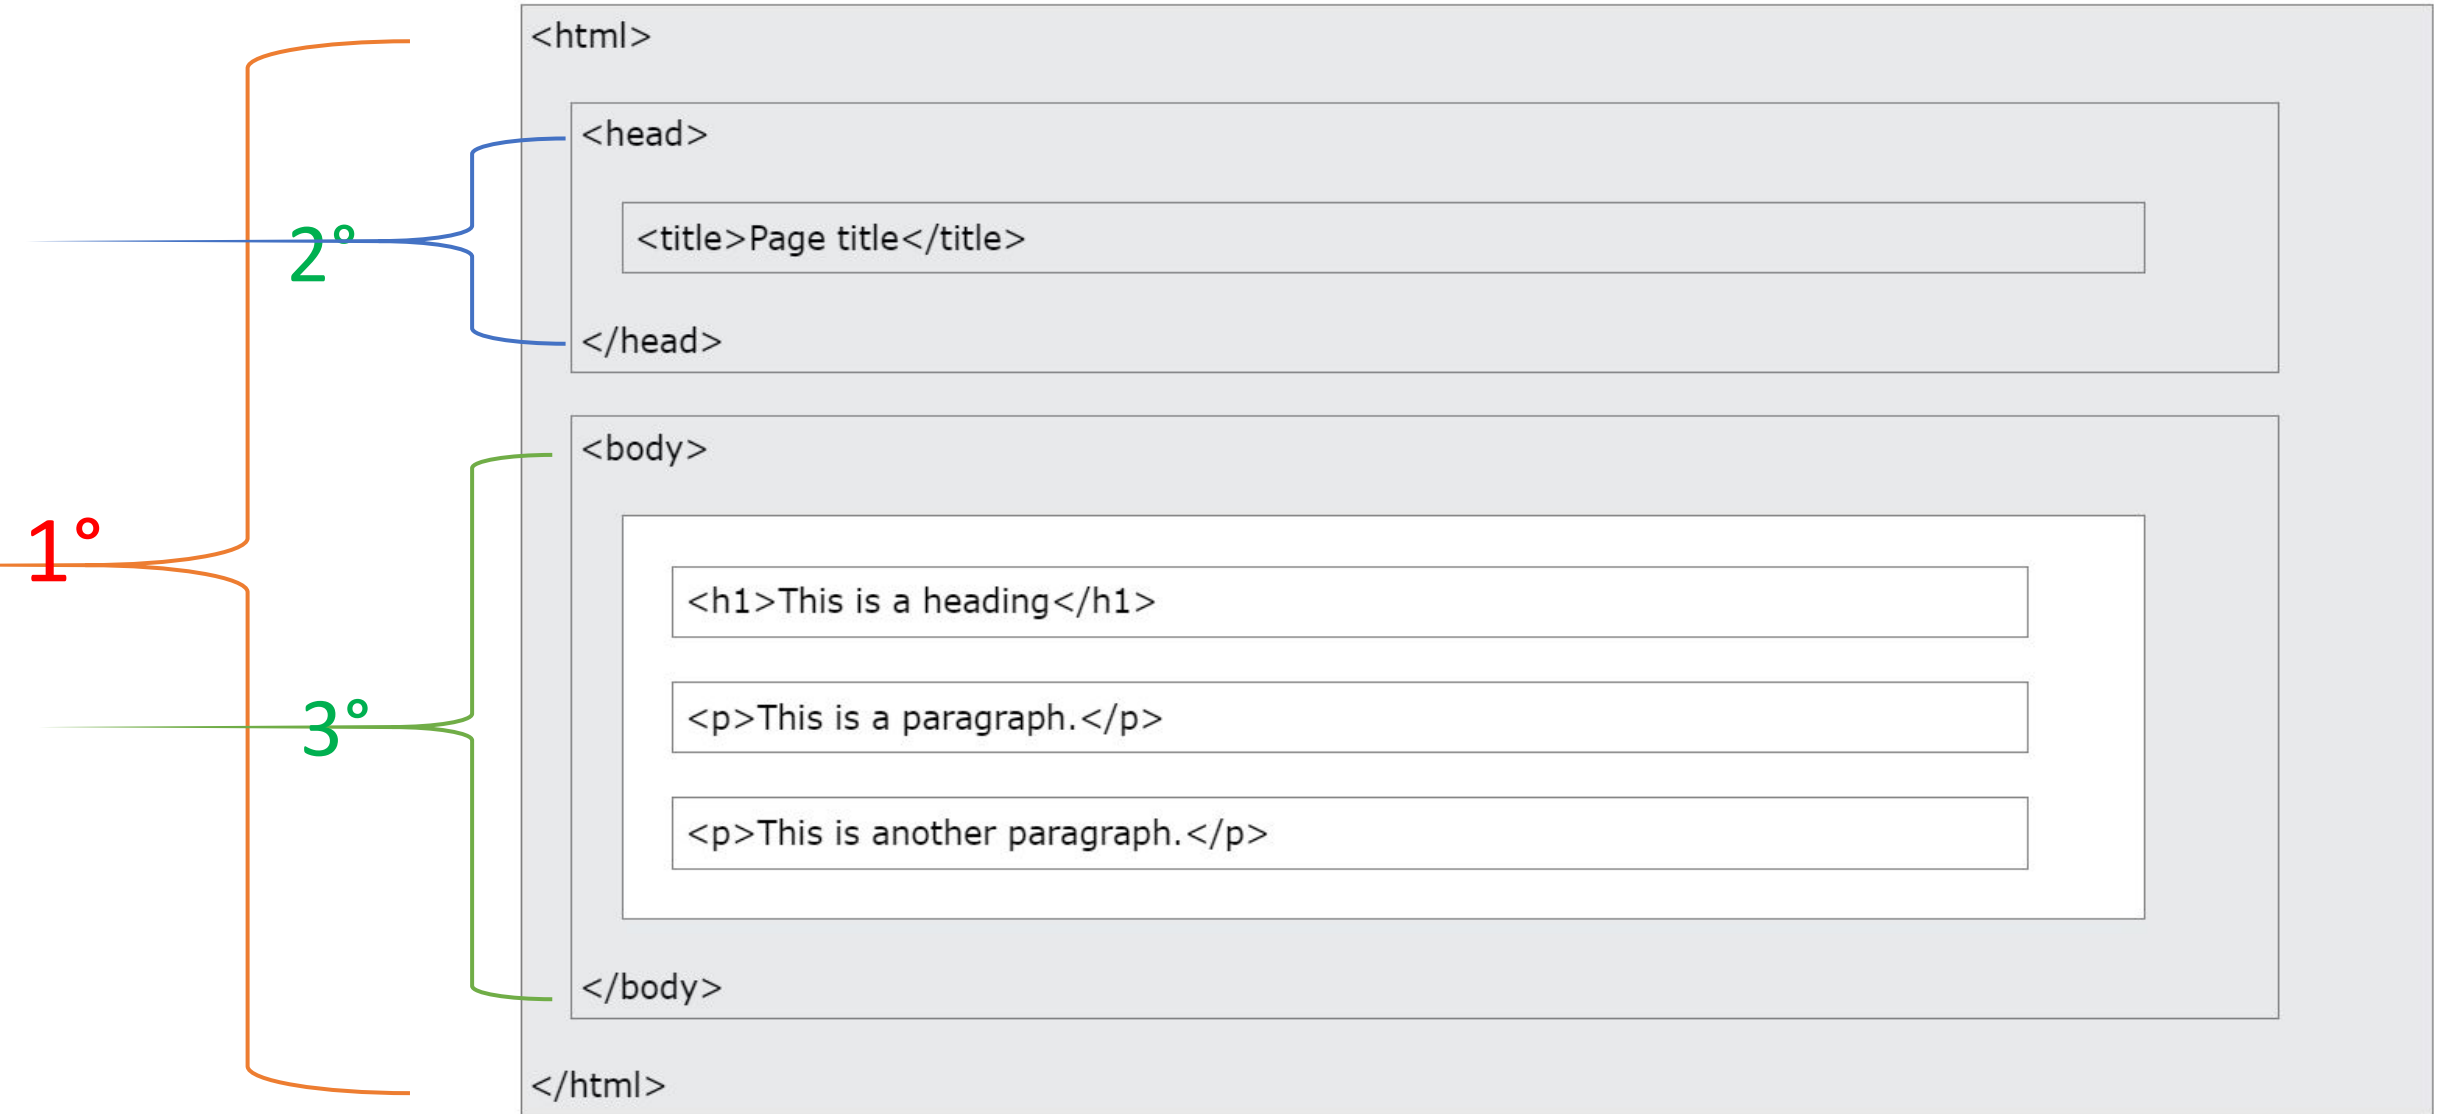 <html>
<head>
2°
<title>Page title</title>
</head>
<body>
1°
<h1>This is a heading</h1>
3°
<p>This is a paragraph.</p>
<p>This is another paragraph.</p>
</body>
</html>